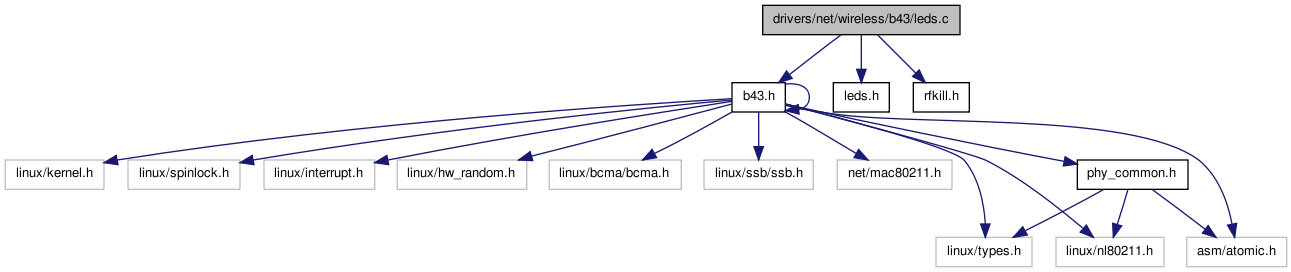 drivers/net/wireless/b43/leds.c
b43.h
leds.h
rfkill.h
linux/kernel.h
linux/spinlock.h
linux/interrupt.h
linux/hw_random.h
linux/bcma/bcma.h
linux/ssb/ssb.h
net/mac80211.h
phy_common.h
linux/types.h
linux/nl80211.h
asm/atomic.h